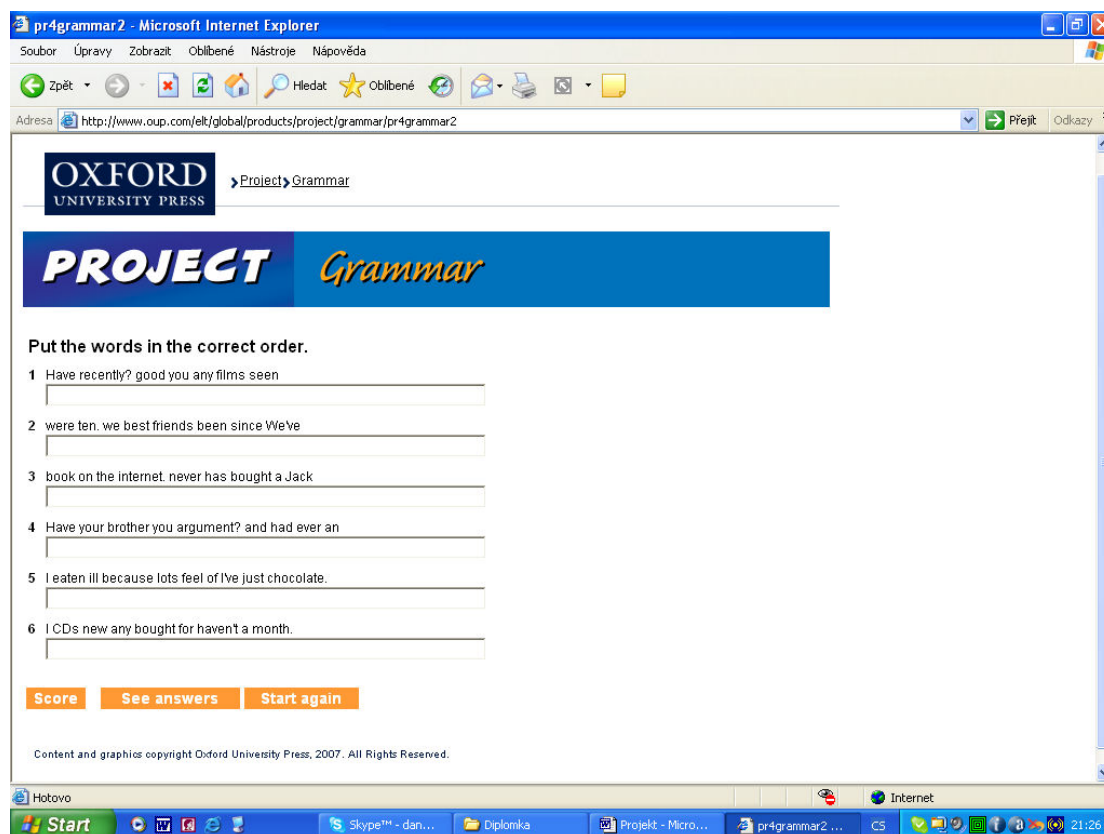 pr4grammar2 - Microsoft Internet Explorer
Soubor Úpravy Zobrazit Oblíbené Nástroje Nápověda
Zpět Hledat Oblíbené
Adresa http://www.oup.com/elt/global/products/project/grammar/pr4grammar2 Přejít Odkazy
OXFORD
UNIVERSITY PRESS
Project Grammar
PROJECT Grammar
Put the words in the correct order.
1 Have recently? good you any films seen
2 were ten. we best friends been since We've
3 book on the internet. never has bought a Jack
4 Have your brother you argument? and had ever an
5 I eaten ill because lots feel of I've just chocolate.
6 I CDs new any bought for haven't a month.
Score See answers Start again
Content and graphics copyright Oxford University Press, 2007. All Rights Reserved.
Hotovo Internet
Start Skype™ - dan... Diplomka Projekt - Micro... pr4grammar2 ... CS 21:26